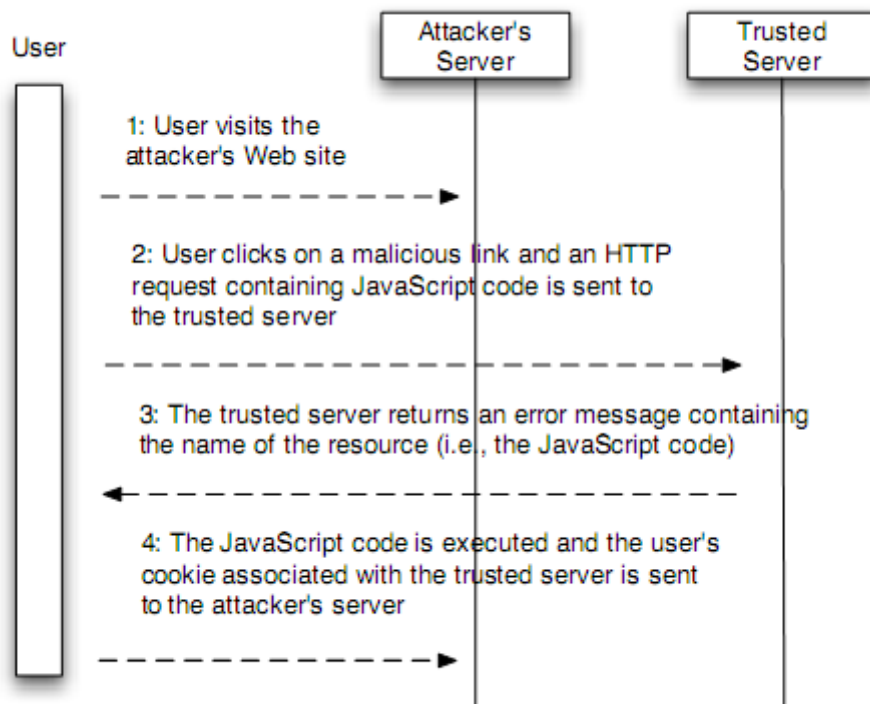 User
Attacker's
Server
Trusted
Server
1: User visits the
attacker's Web site
2: User clicks on a malicious link and an HTTP
request containing JavaScript code is sent to
the trusted server
3: The trusted server returns an error message containing
the name of the resource (i.e., the JavaScript code)
4: The JavaScript code is executed and the user's
cookie associated with the trusted server is sent
to the attacker's server